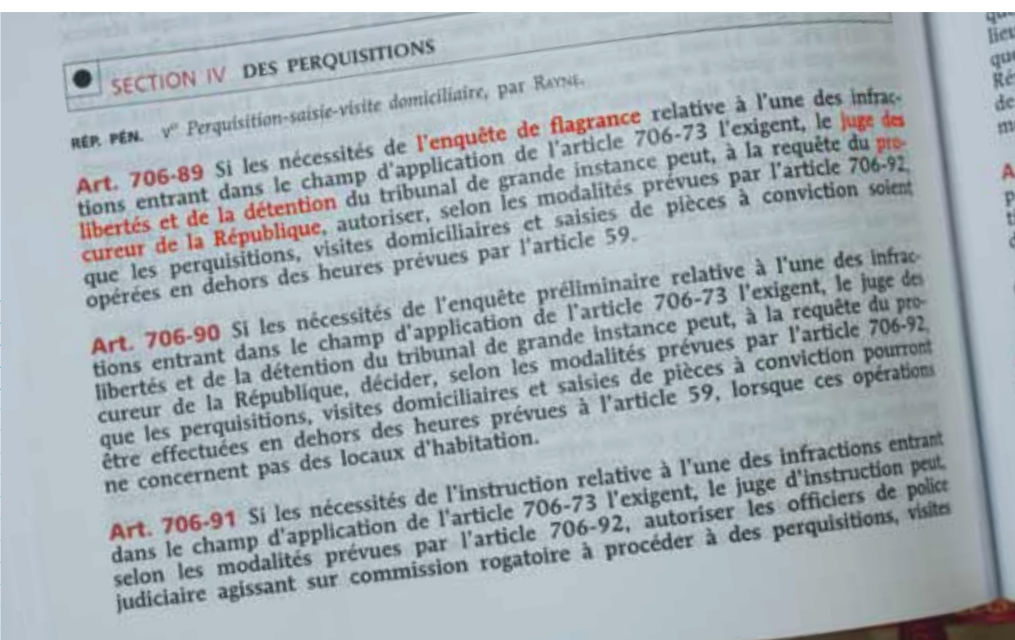 SECTION IV DES PERQUISITIONS
RÉP. PÉN. V° Perquisition-saisie-visite domiciliaire, par RAYNE.
Art. 706-89 Si les nécessités de l'enquête de flagrance relative à l'une des infrac-
tions entrant dans le champ d'application de l'article 706-73 l'exigent, le juge des
libertés et de la détention du tribunal de grande instance peut, à la requête du pro-
cureur de la République, autoriser, selon les modalités prévues par l'article 706-92,
que les perquisitions, visites domiciliaires et saisies de pièces à conviction soient
opérées en dehors des heures prévues par l'article 59.
Art. 706-90 Si les nécessités de l'enquête préliminaire relative à l'une des infrac-
tions entrant dans le champ d'application de l'article 706-73 l'exigent, le juge des
libertés et de la détention du tribunal de grande instance peut, à la requête du pro-
cureur de la République, décider, selon les modalités prévues par l'article 706-92,
que les perquisitions, visites domiciliaires et saisies de pièces à conviction pourront
être effectuées en dehors des heures prévues à l'article 59, lorsque ces opérations
ne concernent pas des locaux d'habitation.
Art. 706-91 Si les nécessités de l'instruction relative à l'une des infractions entrant
dans le champ d'application de l'article 706-73 l'exigent, le juge d'instruction peut,
selon les modalités prévues par l'article 706-92, autoriser les officiers de police
judiciaire agissant sur commission rogatoire à procéder à des perquisitions, visites